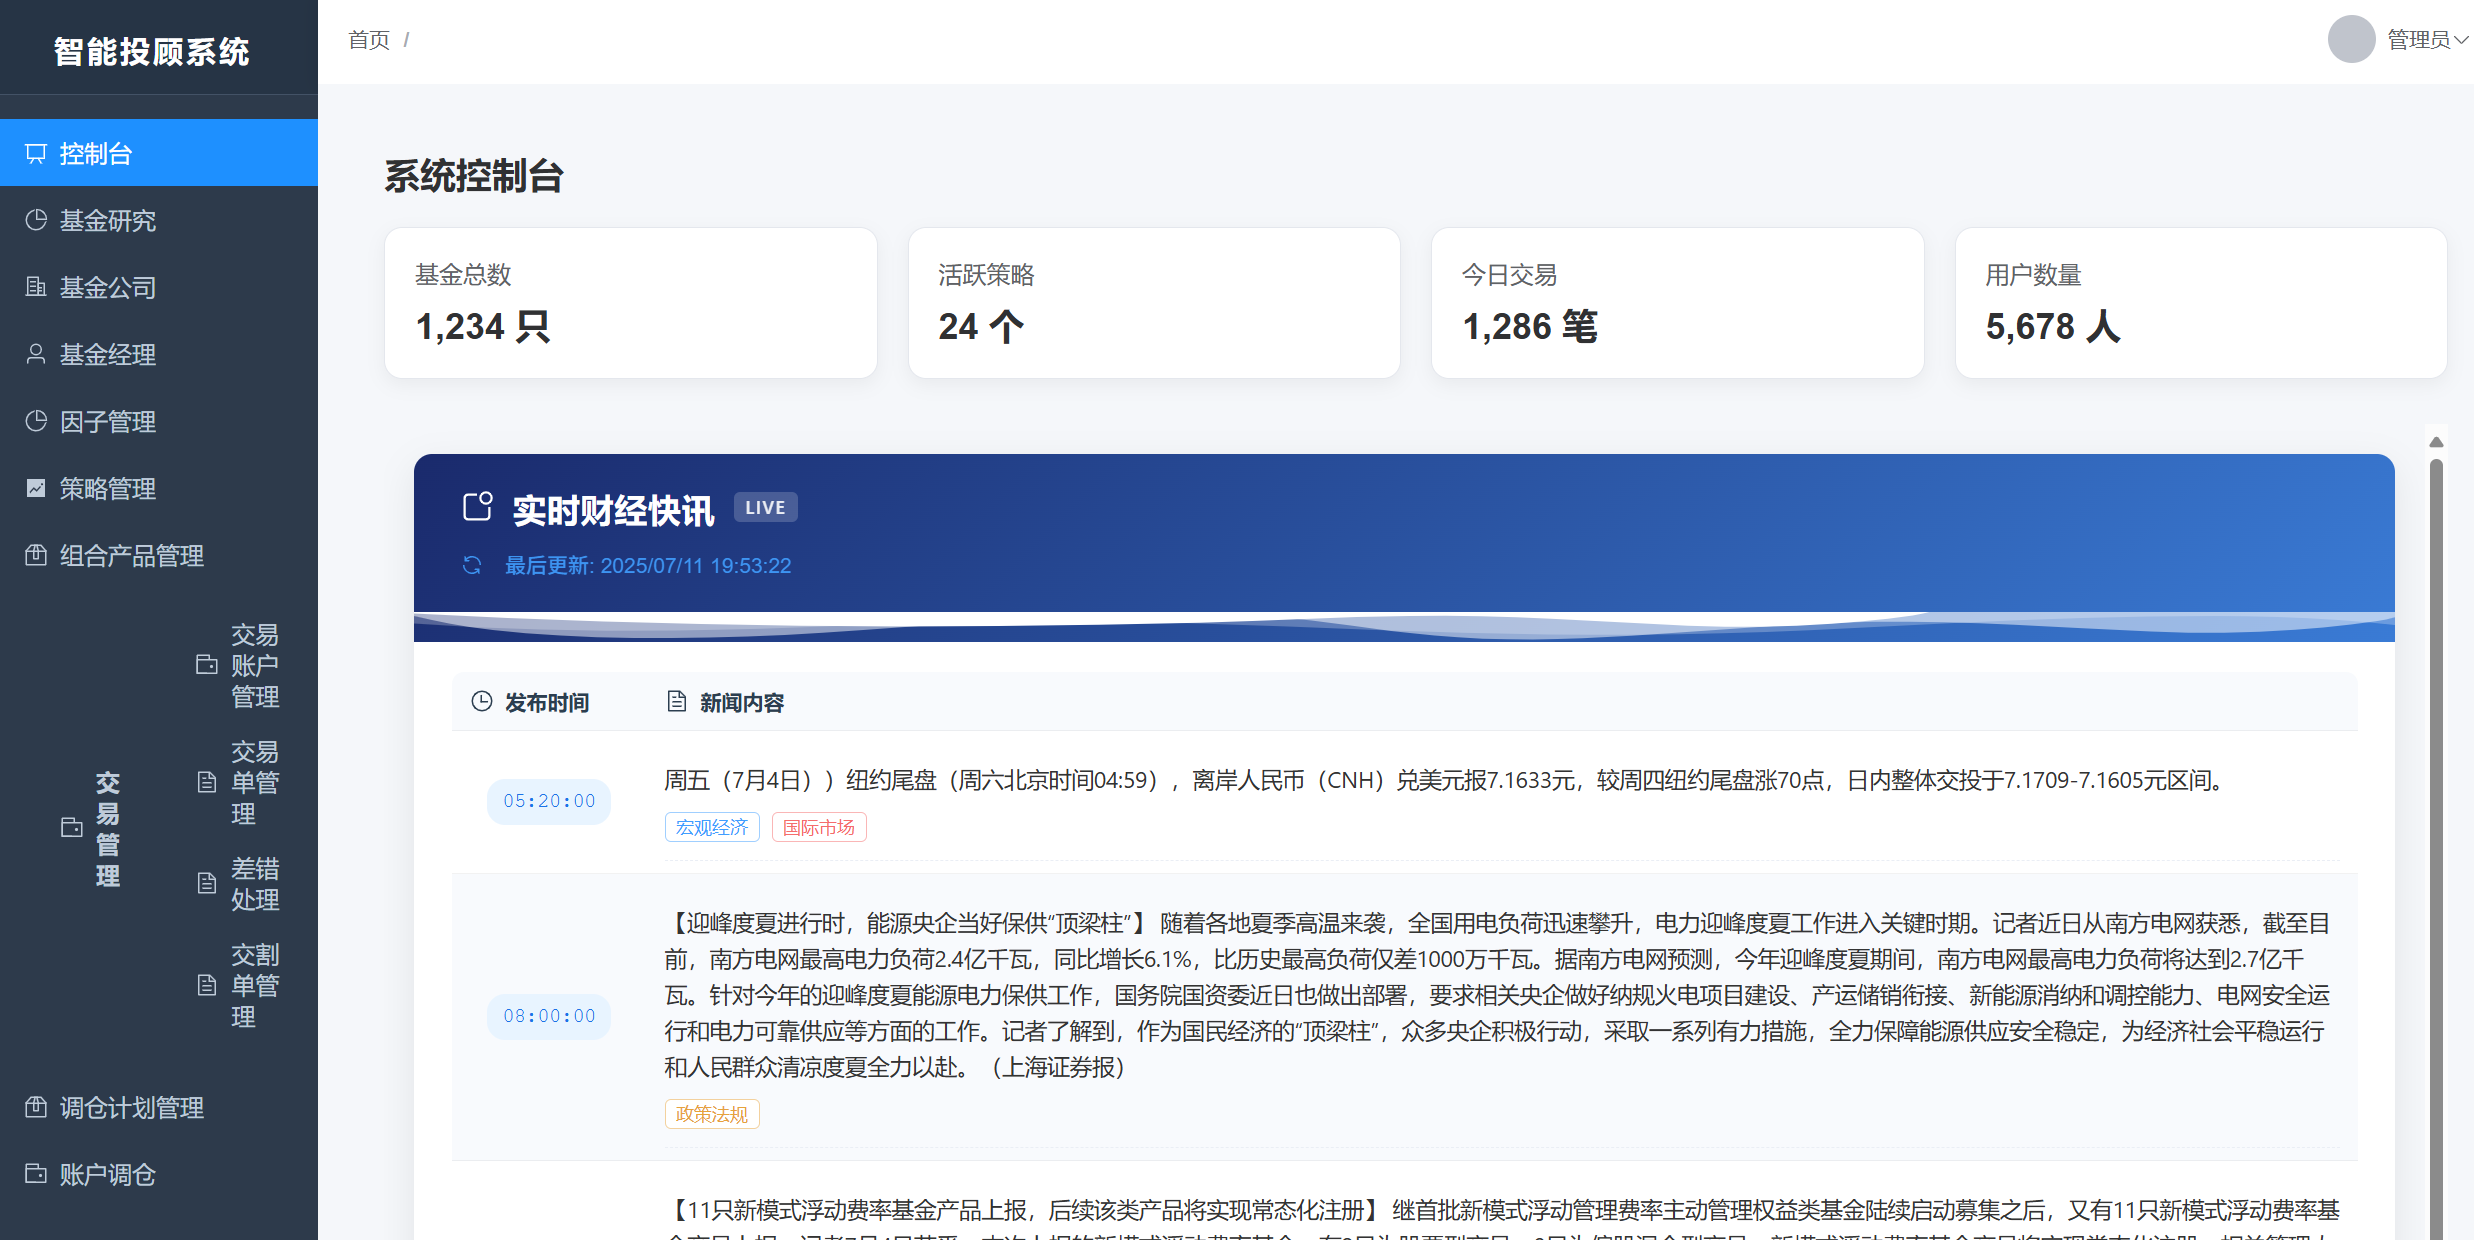 智能投顾系统
控制台
基金研究
基金公司
基金经理
因子管理
策略管理
组合产品管理
交易管理
交易账户管理
交易单管理
差错处理
交割单管理
调仓计划管理
账户调仓
首页 /
管理员
系统控制台
基金总数
1,234 只
活跃策略
24 个
今日交易
1,286 笔
用户数量
5,678 人
实时财经快讯 LIVE
最后更新: 2025/07/11 19:53:22
发布时间 新闻内容
05:20:00
周五（7月4日））纽约尾盘（周六北京时间04:59），离岸人民币（CNH）兑美元报7.1633元，较周四纽约尾盘涨70点，日内整体交投于7.1709-7.1605元区间。
宏观经济 国际市场
08:00:00
【迎峰度夏进行时，能源央企当好保供“顶梁柱”】 随着各地夏季高温来袭，全国用电负荷迅速攀升，电力迎峰度夏工作进入关键时期。记者近日从南方电网获悉，截至目
前，南方电网最高电力负荷2.4亿千瓦，同比增长6.1%，比历史最高负荷仅差1000万千瓦。据南方电网预测，今年迎峰度夏期间，南方电网最高电力负荷将达到2.7亿千
瓦。针对今年的迎峰度夏能源电力保供工作，国务院国资委近日也做出部署，要求相关央企做好纳规火电项目建设、产运储销衔接、新能源消纳和调控能力、电网安全运
行和电力可靠供应等方面的工作。记者了解到，作为国民经济的“顶梁柱”，众多央企积极行动，采取一系列有力措施，全力保障能源供应安全稳定，为经济社会平稳运行
和人民群众清凉度夏全力以赴。（上海证券报）
政策法规
【11只新模式浮动费率基金产品上报，后续该类产品将实现常态化注册】 继首批新模式浮动管理费率主动管理权益类基金陆续启动募集之后，又有11只新模式浮动费率基